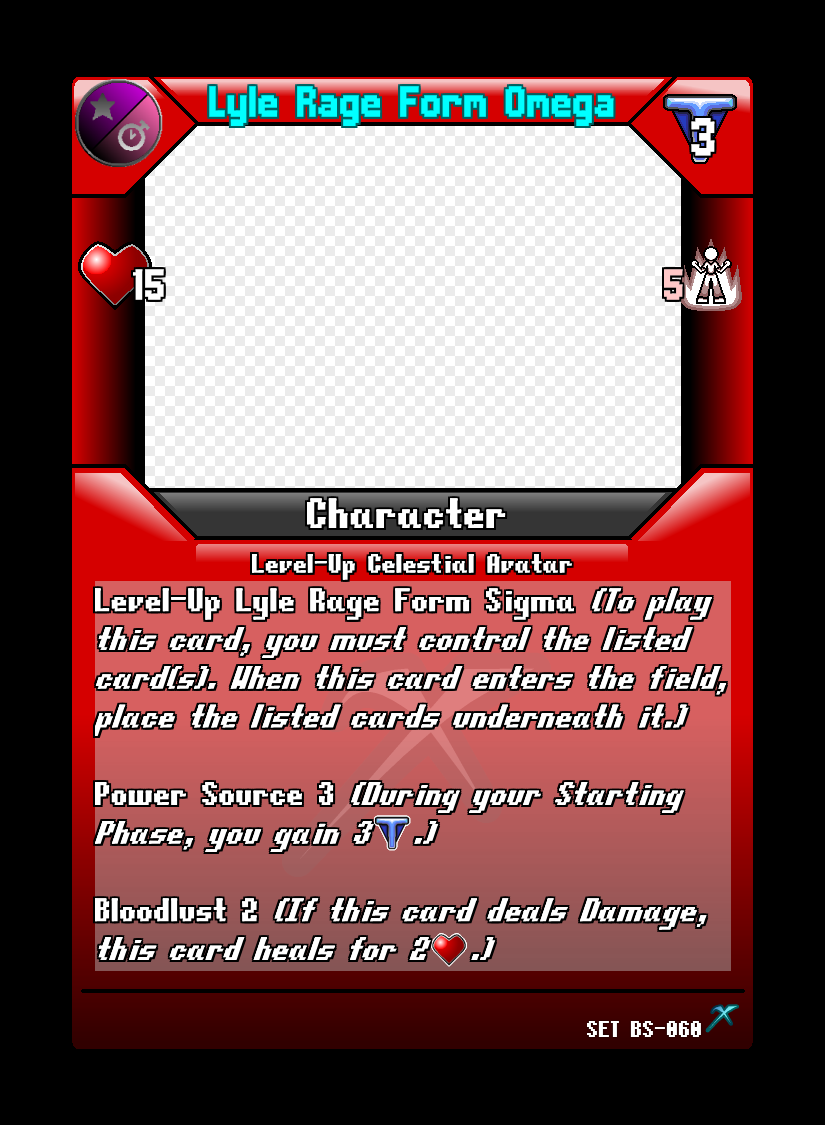 Lyle Rage Form Omega
3
15
5
Character
Level-Up Celestial Avatar
Level-Up Lyle Rage Form Sigma (To play
this card, you must control the listed
card(s). When this card enters the field,
place the listed cards underneath it.)
Power Source 3 (During your Starting
Phase, you gain 3 .)
Bloodlust 2 (If this card deals Damage,
this card heals for 2 .)
SET BS-060